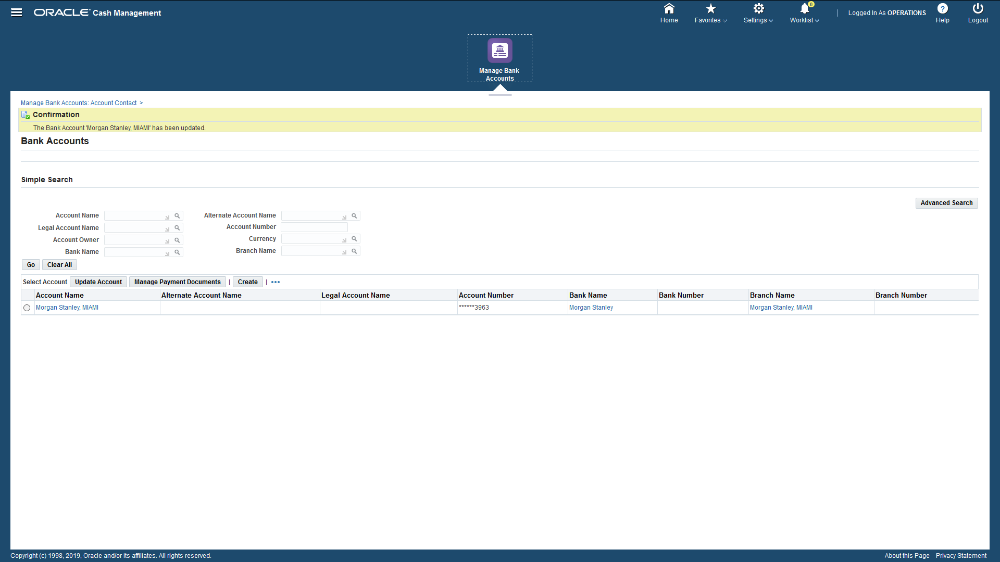 ORACLE Cash Management
Home
Favorites
Settings
0
Worklist
Logged In As OPERATIONS
?
Help
Logout
Manage Bank
Accounts
Manage Bank Accounts: Account Contact >
Confirmation
The Bank Account 'Morgan Stanley, MIAMI' has been updated.
Bank Accounts
Simple Search
Advanced Search
Account Name
Alternate Account Name
Legal Account Name
Account Number
Account Owner
Currency
Bank Name
Branch Name
Go Clear All
Select Account Update Account Manage Payment Documents | Create | •••
Account Name Alternate Account Name Legal Account Name Account Number Bank Name Bank Number Branch Name Branch Number
Morgan Stanley, MIAMI ******3963 Morgan Stanley Morgan Stanley, MIAMI
Copyright (c) 1998, 2019, Oracle and/or its affiliates. All rights reserved.
About this Page Privacy Statement